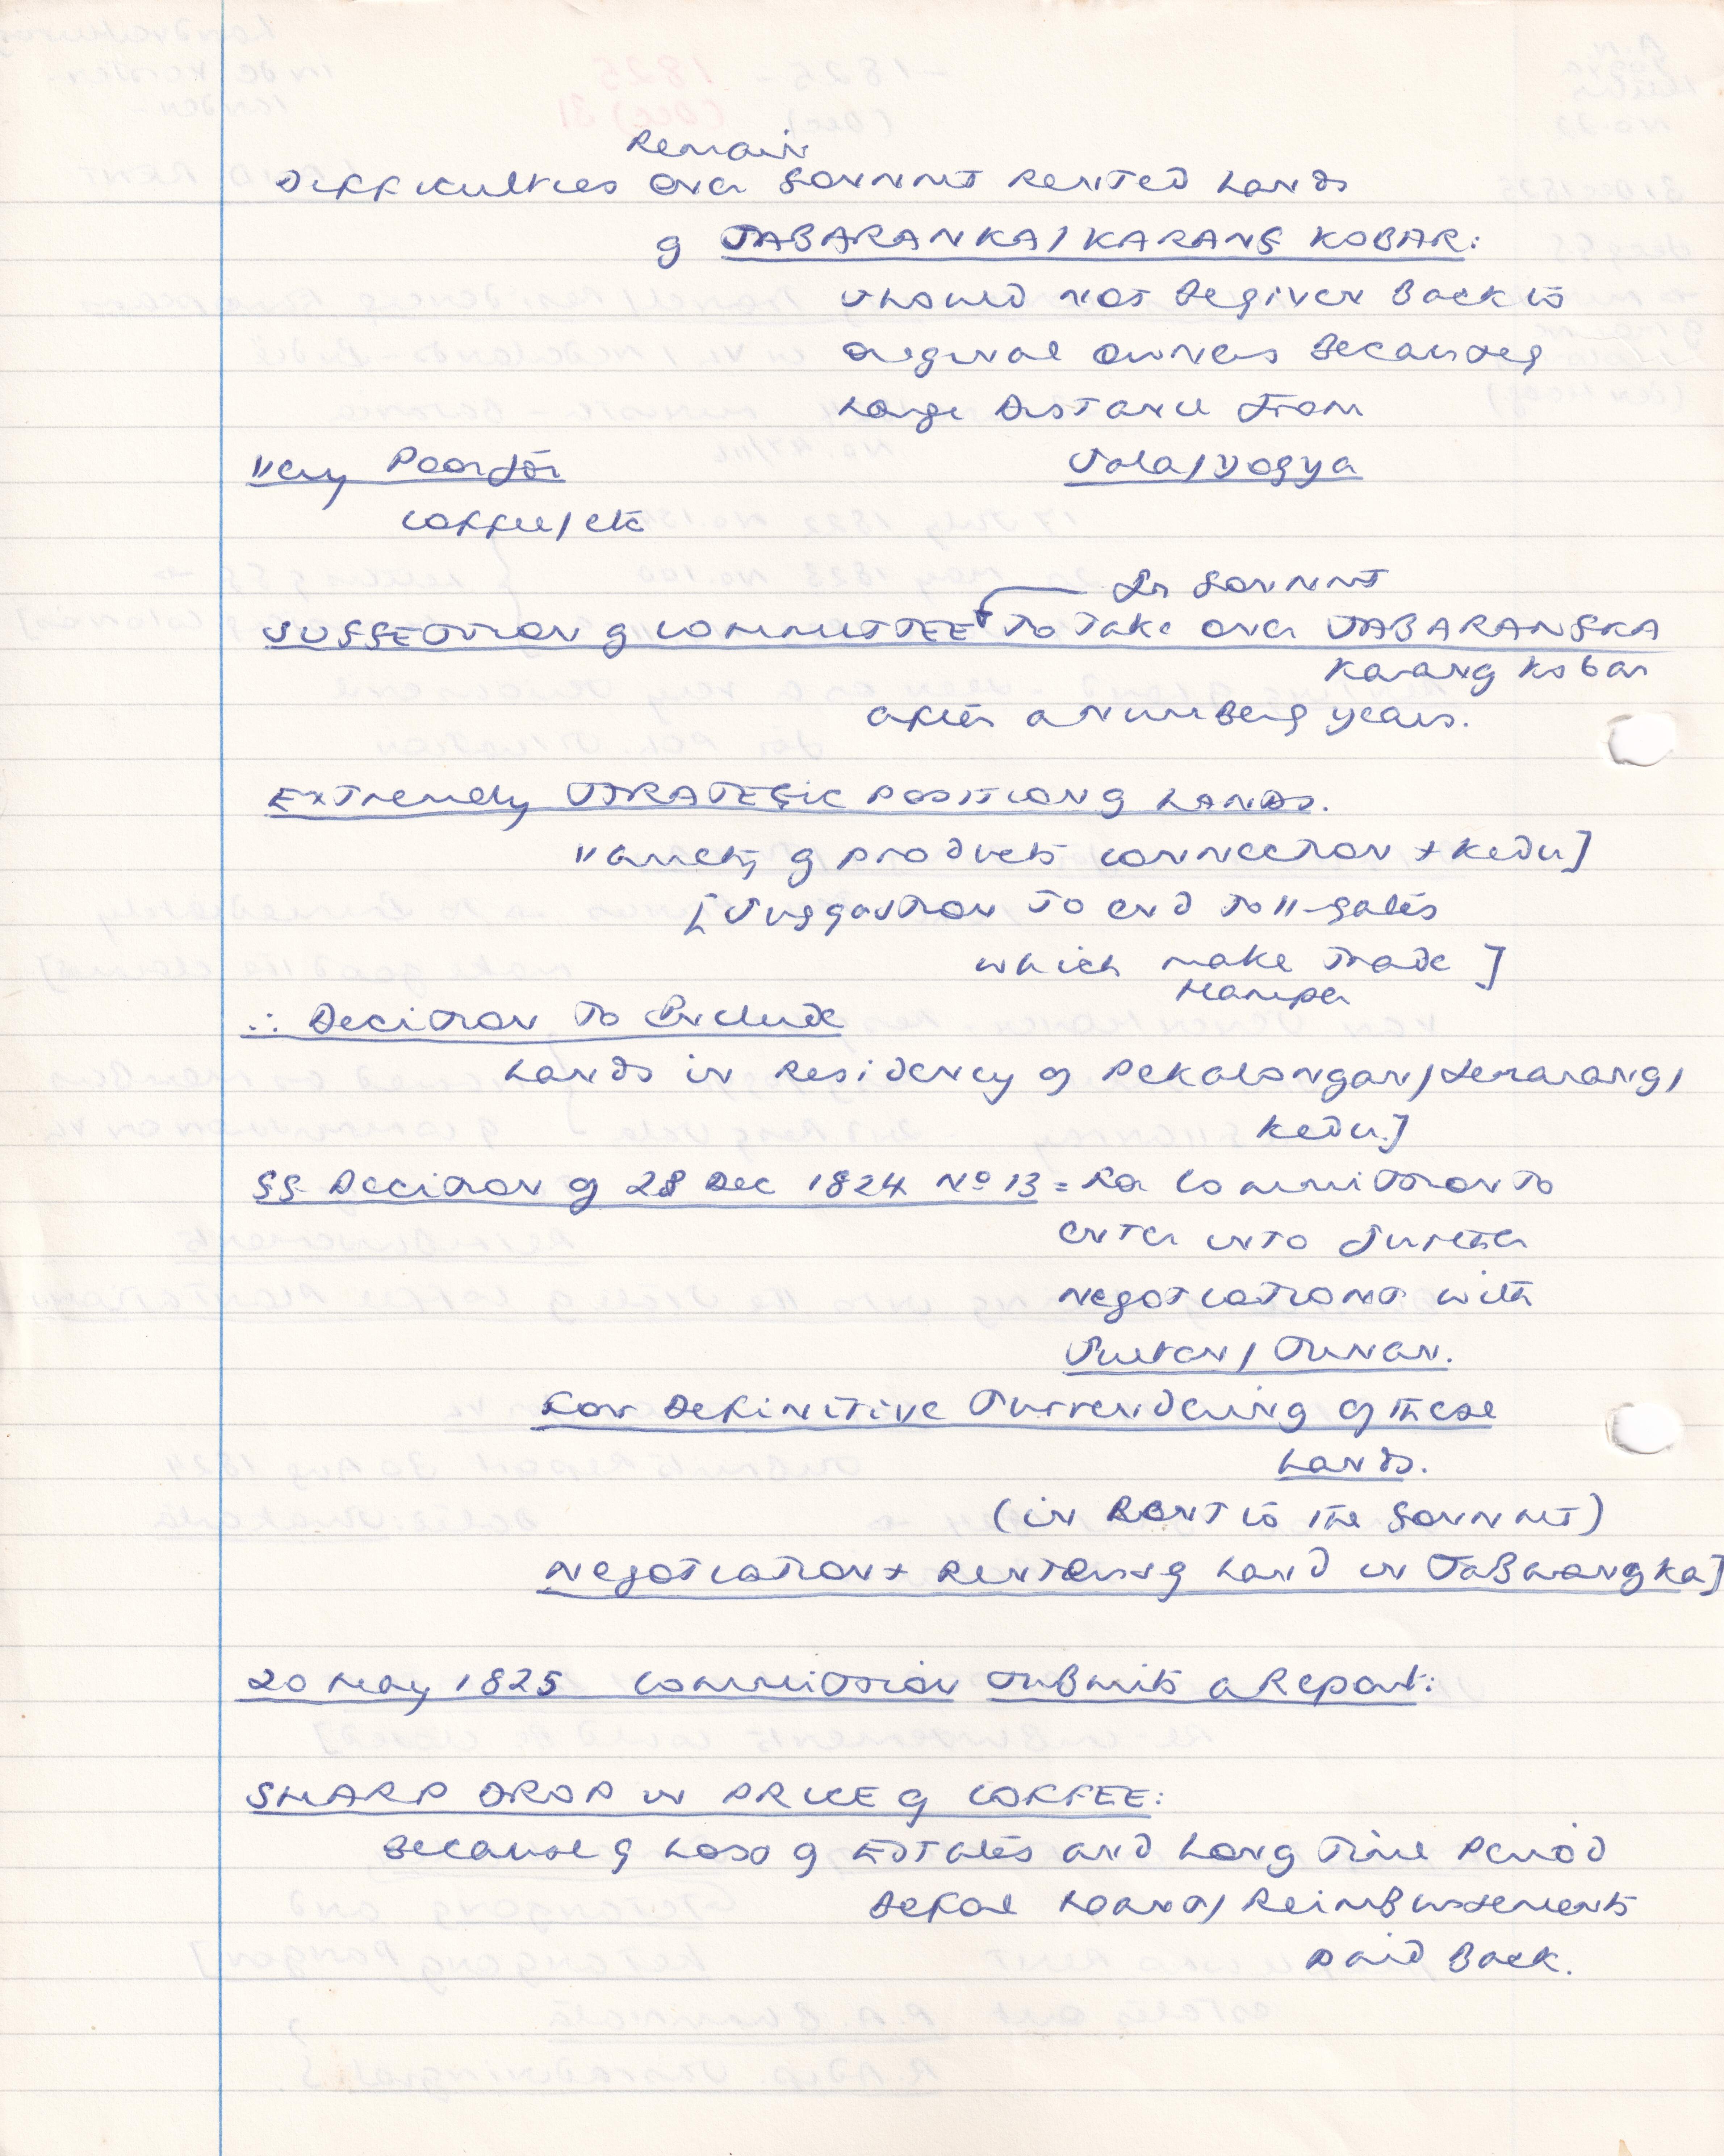 Remain
Difficulties over Govnmt Rented Lands
of JABARANKA/KARANG KOBAR:
should not be given Back to
original owners Because of
Large Distance from
Very Poor for
Solo/Yogya
coffee/etc
for Govnmt
SUGGESTION of COMMITTEE to Take over JABARANGKA
Karang Kobar
after a number of years.
Extremely STRATEGIC POSITION of LANDS.
Variety of products connection + Kedu]
[Suggestion to end Toll-gates
which make Trade ]
Hamper
∴ Decision to Include
Lands in Residency of Pekalongan/Semarang/
Kedu.]
GG Decision of 28 Dec 1824 No 13 = For Commission to
enter into further
negotiations with
Sultan/Sunan.
For Definitive Surrendering of these
Lands.
(in RENT to the Govnmt)
Negotiation + Renting Land in Jabarangka]
20 May 1825 Commission submits a Report:
SHARP DROP in PRICE of COFFEE:
Because of Loss of Estates and Long Time Period
Before Loans/Reimbursements
paid Back.